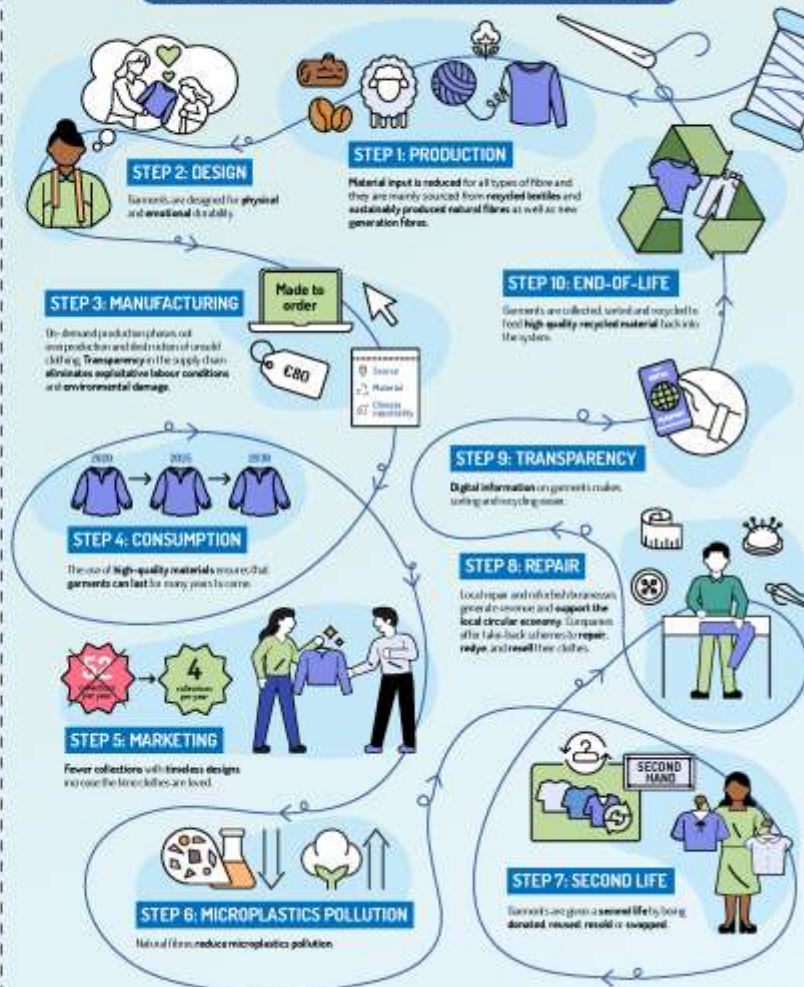 STEP 1: PRODUCTION
Material input is reduced for all types of fibre and
they are mainly sourced from recycled textiles and
sustainably produced natural fibres as well as new
generation fibres.
STEP 2: DESIGN
Garments are designed for physical
and emotional durability.
STEP 3: MANUFACTURING
On-demand production phases out
overproduction and destruction of unsold
clothing. Transparency in the supply chain
eliminates exploitative labour conditions
and environmental damage.
Made to
order
€80
Source
Material
Climate
STEP 4: CONSUMPTION
The use of high-quality materials ensures that
garments can last for many years to come.
52
collections
per year
4
collections
per year
STEP 5: MARKETING
Fewer collections with timeless designs
increase the time clothes are loved.
STEP 6: MICROPLASTICS POLLUTION
Natural fibres reduce microplastics pollution.
SECOND
HAND
STEP 7: SECOND LIFE
Garments are given a second life by being
donated, reused, resold or swapped.
STEP 8: REPAIR
Local repair and refurbish businesses
generate revenue and support the
local circular economy. Companies
offer take-back schemes to repair,
redye, and resell their clothes.
STEP 9: TRANSPARENCY
Digital information on garments makes
sorting and recycling easier.
STEP 10: END-OF-LIFE
Garments are collected, sorted and recycled to
feed high quality recycled material back into
the system.